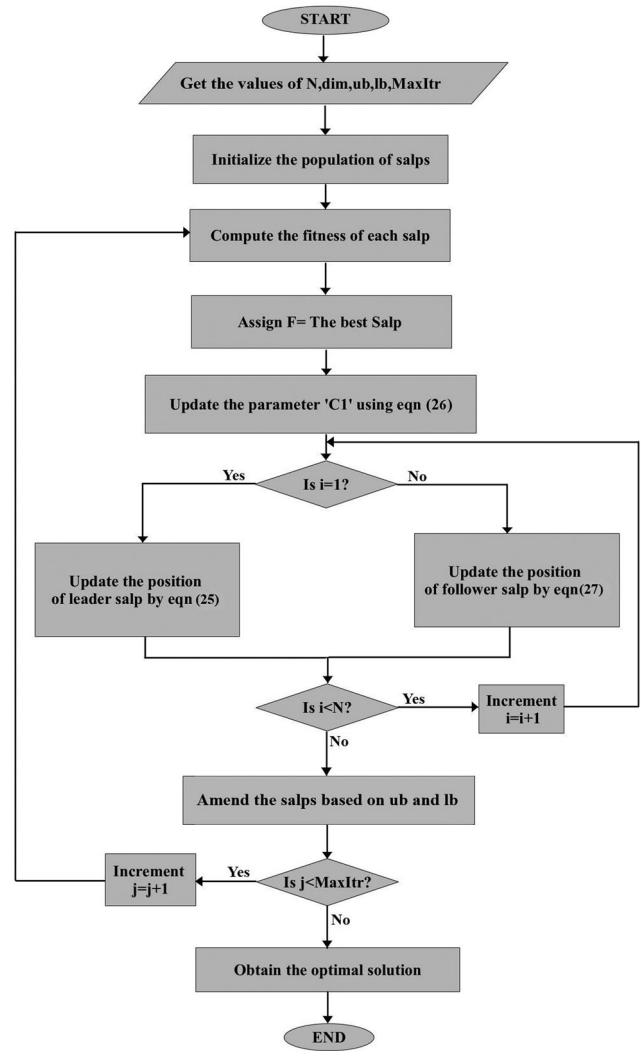 START
Get the values of N,dim,ub,lb,MaxItr
Initialize the population of salps
Compute the fitness of each salp
Assign F= The best Salp
Update the parameter 'C1' using eqn (26)
Yes
Is i=1?
No
Update the position
of leader salp by eqn (25)
Update the position
of follower salp by eqn(27)
Is i<N?
Yes
Increment
i=i+1
No
Amend the salps based on ub and lb
Increment
j=j+1
Yes
Is j<MaxItr?
No
Obtain the optimal solution
END